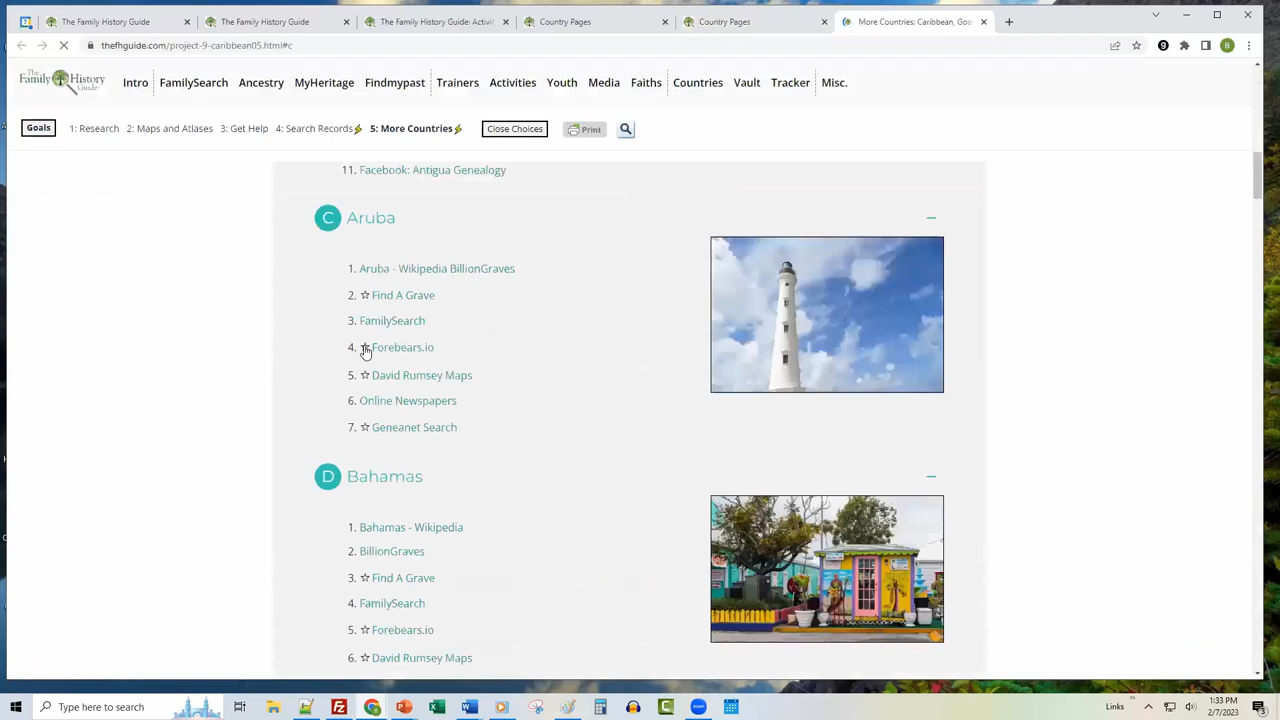 The Family History Guide
The Family History Guide
The Family History Guide: Activi
Country Pages
Country Pages
More Countries: Caribbean, Goa
thefhguide.com/project-9-caribbean05.html#c
The Family History Guide
Intro FamilySearch Ancestry MyHeritage Findmypast Trainers Activities Youth Media Faiths Countries Vault Tracker Misc.
Goals 1: Research 2: Maps and Atlases 3: Get Help 4: Search Records 5: More Countries Close Choices Print
11. Facebook: Antigua Genealogy
C Aruba
1. Aruba - Wikipedia BillionGraves
2. ☆Find A Grave
3. FamilySearch
4. ☆Forebears.io
5. ☆David Rumsey Maps
6. Online Newspapers
7. ☆Geneanet Search
D Bahamas
1. Bahamas - Wikipedia
2. BillionGraves
3. ☆Find A Grave
4. FamilySearch
5. ☆Forebears.io
6. ☆David Rumsey Maps
Type here to search
Links
1:33 PM
2/7/2023